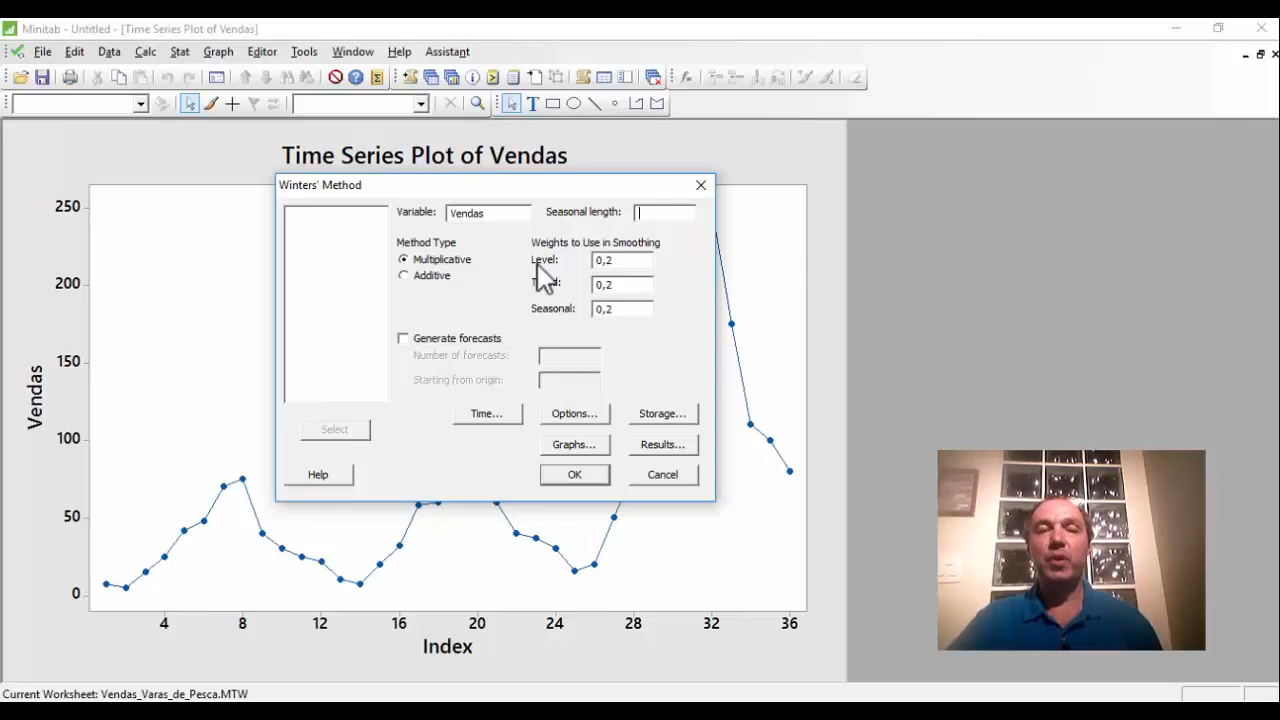 Minitab - Untitled - [Time Series Plot of Vendas]
File Edit Data Calc Stat Graph Editor Tools Window Help Assistant
Time Series Plot of Vendas
Winters' Method
Variable: Vendas Seasonal length:
Method Type Weights to Use in Smoothing
Multiplicative Level: 0,2
Additive 0,2
Seasonal: 0,2
Generate forecasts
Number of forecasts:
Starting from origin:
Time... Options... Storage...
Select
Graphs... Results...
Help OK Cancel
250
200
150
100
50
0
Vendas
4 8 12 16 20 24 28 32 36
Index
Current Worksheet: Vendas_Varas_de_Pesca.MTW